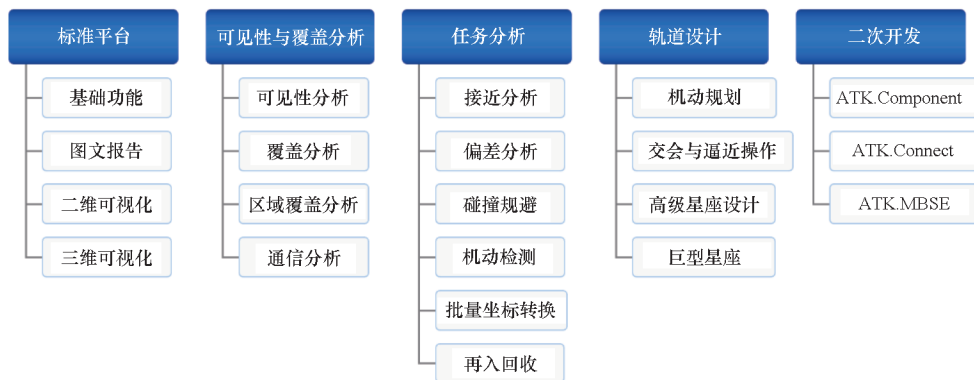 标准平台
基础功能
图文报告
二维可视化
三维可视化
可见性与覆盖分析
可见性分析
覆盖分析
区域覆盖分析
通信分析
任务分析
接近分析
偏差分析
碰撞规避
机动检测
批量坐标转换
再入回收
轨道设计
机动规划
交会与逼近操作
高级星座设计
巨型星座
二次开发
ATK.Component
ATK.Connect
ATK.MBSE